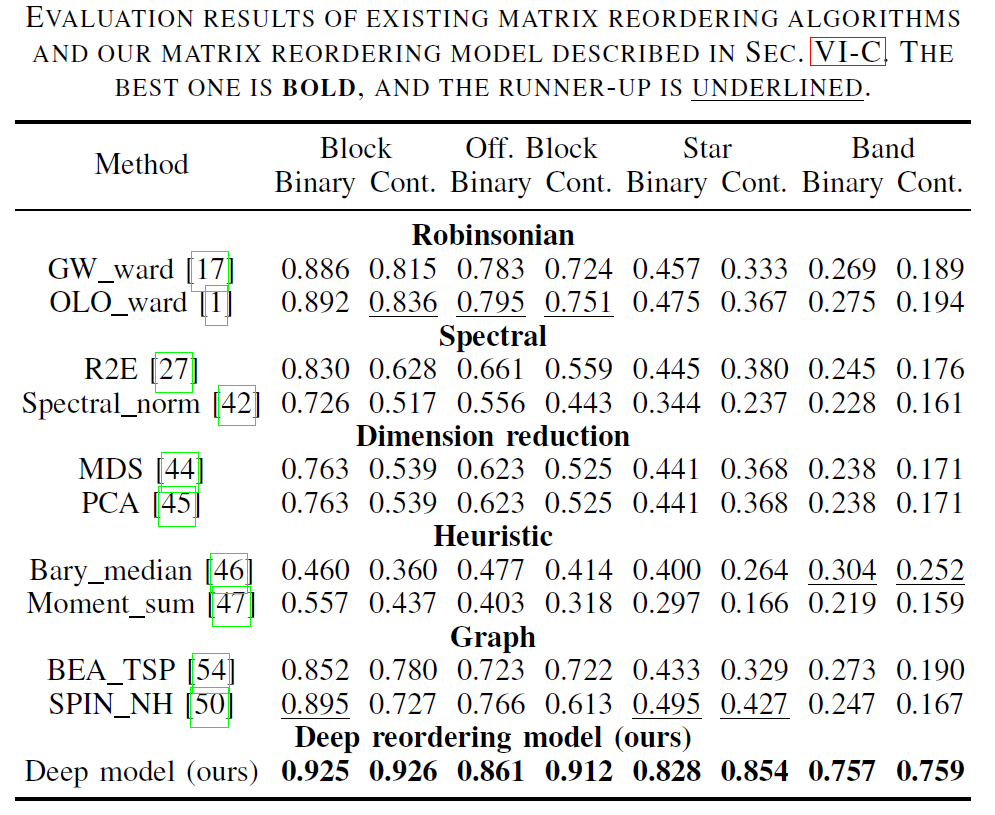 EVALUATION RESULTS OF EXISTING MATRIX REORDERING ALGORITHMS
AND OUR MATRIX REORDERING MODEL DESCRIBED IN SEC. VI-C. THE
BEST ONE IS BOLD, AND THE RUNNER-UP IS UNDERLINED.
Method Block Off. Block Star Band
Binary Cont. Binary Cont. Binary Cont. Binary Cont.
Robinsonian
GW_ward [17] 0.886 0.815 0.783 0.724 0.457 0.333 0.269 0.189
OLO_ward [1] 0.892 0.836 0.795 0.751 0.475 0.367 0.275 0.194
Spectral
R2E [27] 0.830 0.628 0.661 0.559 0.445 0.380 0.245 0.176
Spectral_norm [42] 0.726 0.517 0.556 0.443 0.344 0.237 0.228 0.161
Dimension reduction
MDS [44] 0.763 0.539 0.623 0.525 0.441 0.368 0.238 0.171
PCA [45] 0.763 0.539 0.623 0.525 0.441 0.368 0.238 0.171
Heuristic
Bary_median [46] 0.460 0.360 0.477 0.414 0.400 0.264 0.304 0.252
Moment_sum [47] 0.557 0.437 0.403 0.318 0.297 0.166 0.219 0.159
Graph
BEA_TSP [54] 0.852 0.780 0.723 0.722 0.433 0.329 0.273 0.190
SPIN_NH [50] 0.895 0.727 0.766 0.613 0.495 0.427 0.247 0.167
Deep reordering model (ours)
Deep model (ours) 0.925 0.926 0.861 0.912 0.828 0.854 0.757 0.759